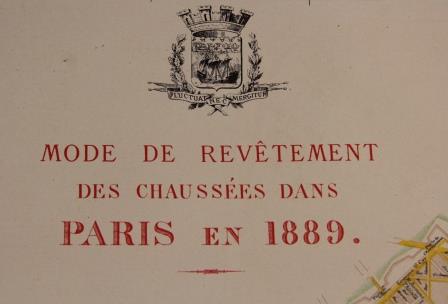 FLUCTUAT NEC MERGITUR
MODE DE REVÊTEMENT
DES CHAUSSÉES DANS
PARIS EN 1889.